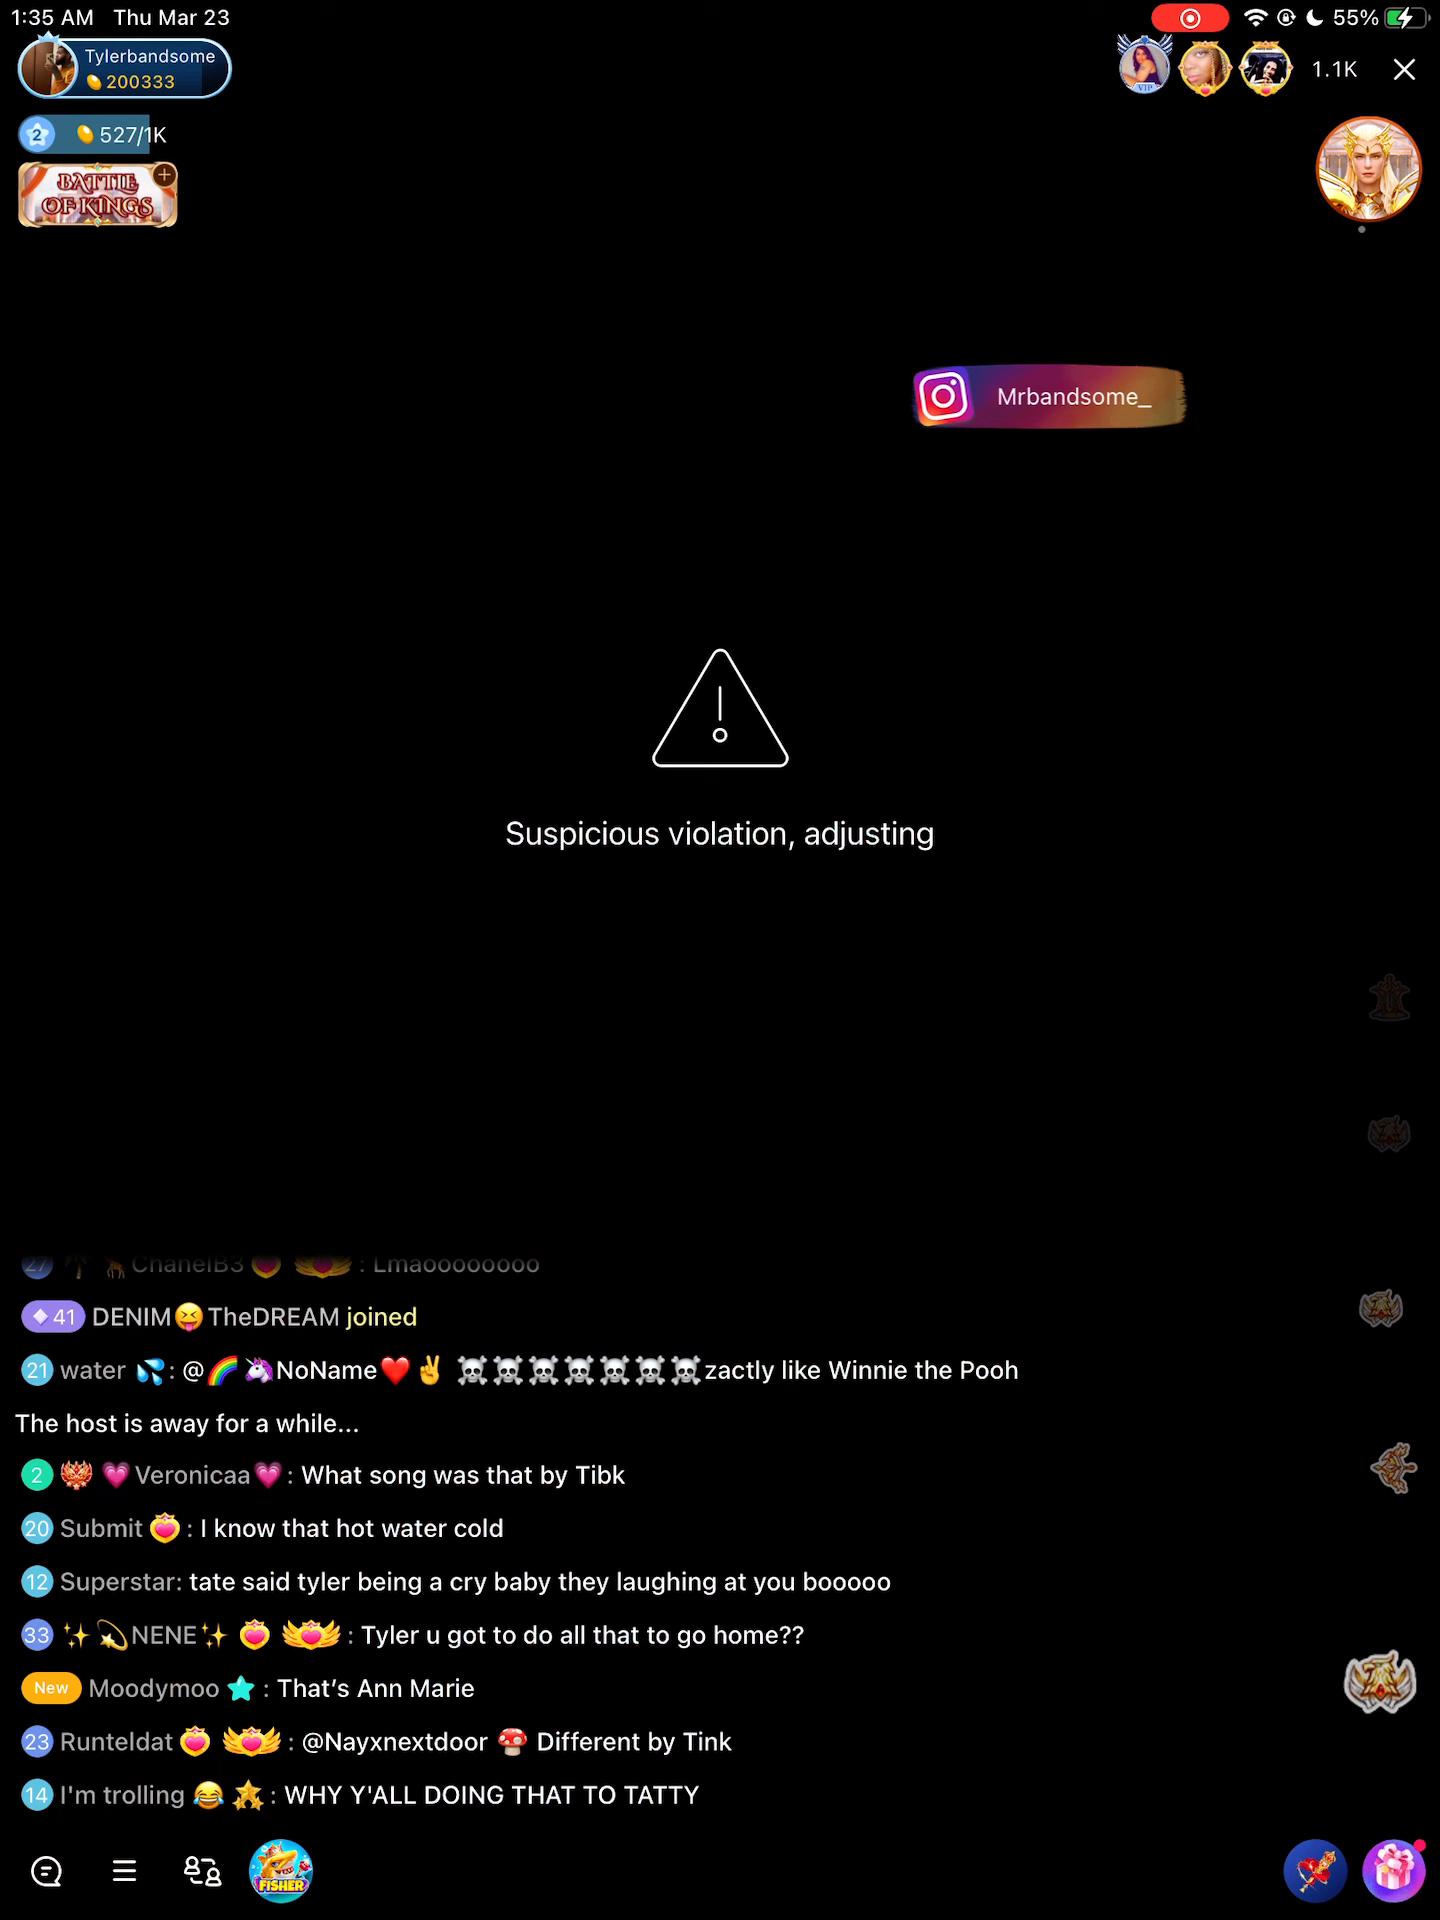 1:35 AM Thu Mar 23
55%
Tylerbandsome
200333
VIP
1.1K
2 527/1K
BATTLE
OF KINGS
Mrbandsome_
Suspicious violation, adjusting
27 🌴 🦒 ChanelB3 : Lmaoooooooo
41 DENIM😝TheDREAM joined
21 water 💦: @🌈🦄NoName❤️✌️ ☠️☠️☠️☠️☠️☠️☠️zactly like Winnie the Pooh
The host is away for a while...
2 💗Veronicaa💗: What song was that by Tibk
20 Submit : I know that hot water cold
12 Superstar: tate said tyler being a cry baby they laughing at you booooo
33 ✨💫NENE✨ : Tyler u got to do all that to go home??
New Moodymoo : That's Ann Marie
23 Runteldat : @Nayxnextdoor 🍄 Different by Tink
14 I'm trolling 😂 : WHY Y'ALL DOING THAT TO TATTY
FISHER